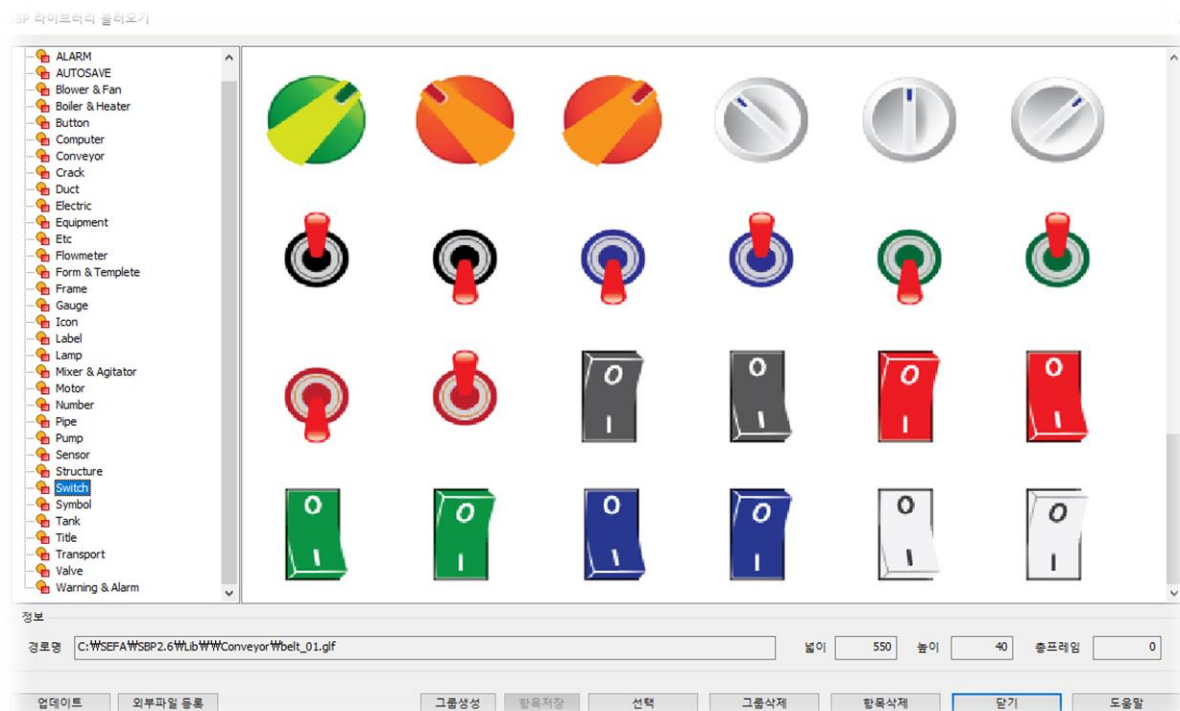 SBP 라이브러리 불러오기
ALARM
AUTOSAVE
Blower & Fan
Boiler & Heater
Button
Computer
Conveyor
Crack
Duct
Electric
Equipment
Etc
Flowmeter
Form & Templete
Frame
Gauge
Icon
Label
Lamp
Mixer & Agitator
Motor
Number
Pipe
Pump
Sensor
Structure
Switch
Symbol
Tank
Title
Transport
Valve
Warning & Alarm
O O O O
I I I I
O O O O O O
I I I I I I
정보
경로명 C:₩SEFA₩SBP2.6₩Lib₩₩Conveyor₩belt_01.glf 넓이 550 높이 40 총프레임 0
업데이트 외부파일 등록 그룹생성 항목저장 선택 그룹삭제 항목삭제 닫기 도움말